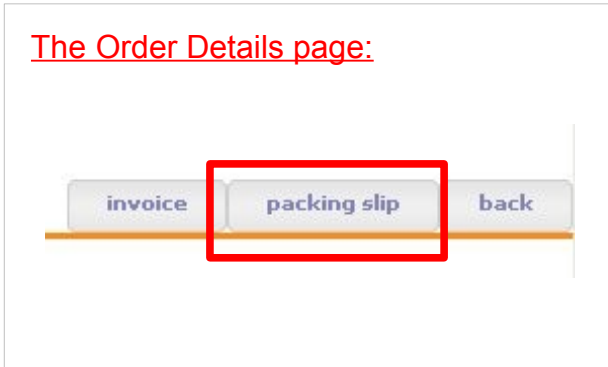 The Order Details page:
invoice packing slip back